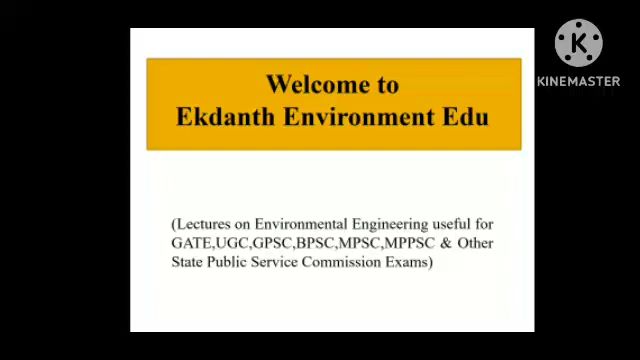 Welcome to
Ekdanth Environment Edu
(Lectures on Environmental Engineering useful for
GATE,UGC,GPSC,BPSC,MPSC,MPPSC & Other
State Public Service Commission Exams)
K
KINEMASTER